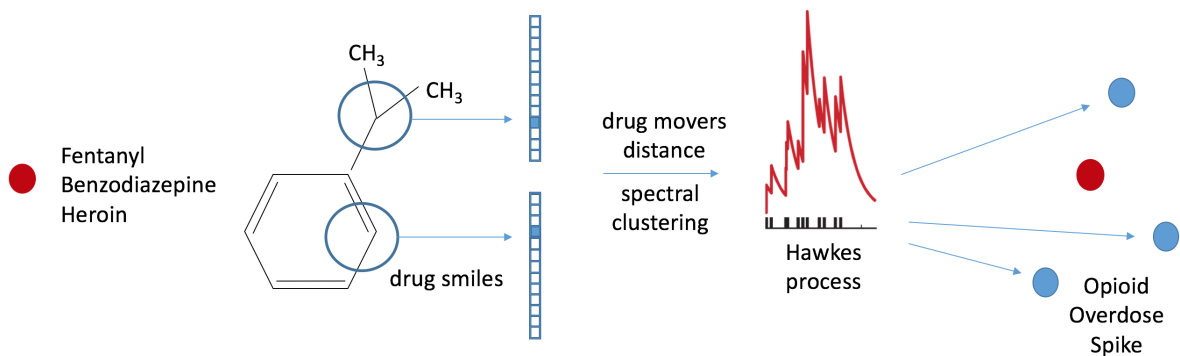 Fentanyl
Benzodiazepine
Heroin
CH3
CH3
drug smiles
drug movers
distance
spectral
clustering
Hawkes
process
Opioid
Overdose
Spike